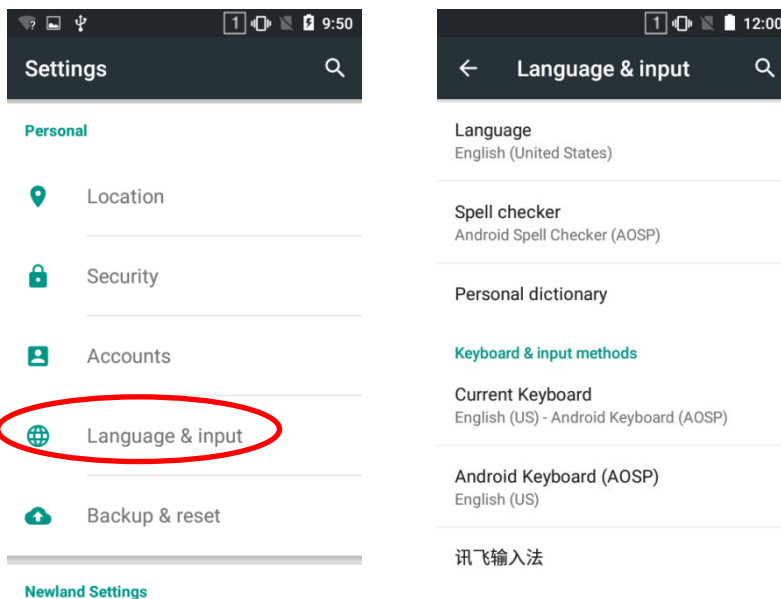 1 9:50
Settings
Personal
Location
Security
Accounts
Language & input
Backup & reset
Newland Settings
1 12:00
Language & input
Language
English (United States)
Spell checker
Android Spell Checker (AOSP)
Personal dictionary
Keyboard & input methods
Current Keyboard
English (US) - Android Keyboard (AOSP)
Android Keyboard (AOSP)
English (US)
讯飞输入法